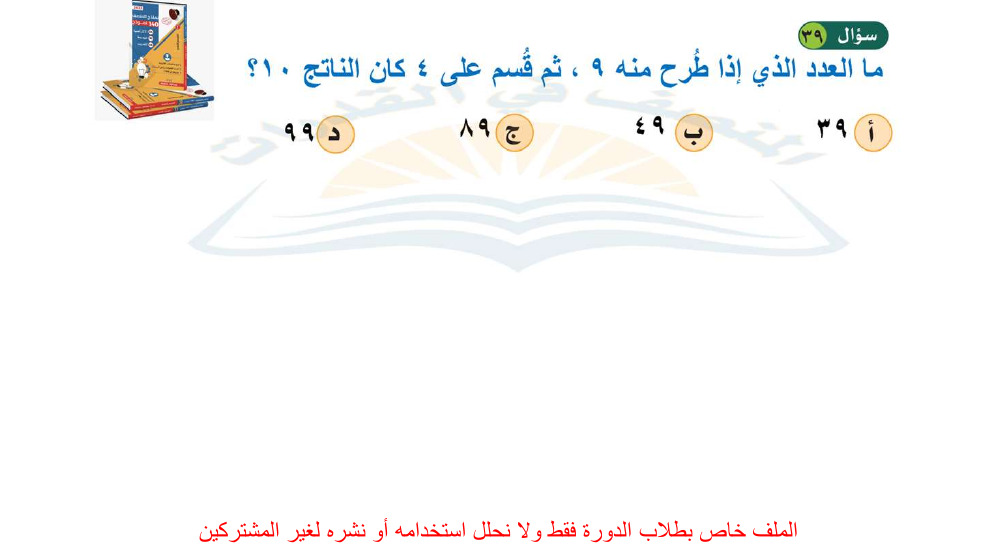 سؤال ٣٩
ما العدد الذي إذا طُرح منه ٩ ، ثم قُسم على ٤ كان الناتج ١٠؟
أ ٣٩ ب ٤٩ ج ٨٩ د ٩٩
الملف خاص بطلاب الدورة فقط ولا نحلل استخدامه أو نشره لغير المشتركين